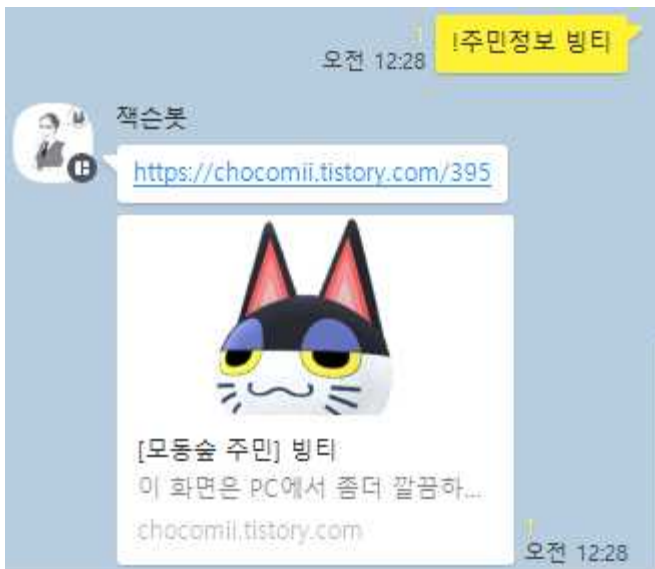 !주민정보 빙티
1
오전 12:28
잭슨봇
https://chocomii.tistory.com/395
[모동숲 주민] 빙티
이 화면은 PC에서 좀더 깔끔하...
chocomii.tistory.com
1
오전 12:28